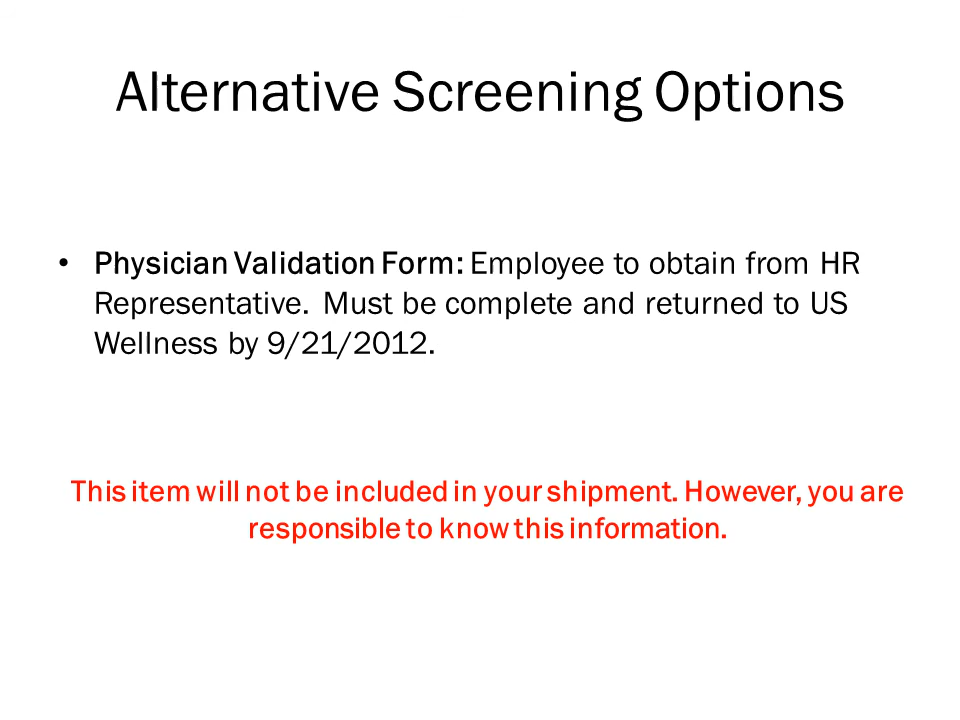 Alternative Screening Options
• Physician Validation Form: Employee to obtain from HR
Representative. Must be complete and returned to US
Wellness by 9/21/2012.
This item will not be included in your shipment. However, you are
responsible to know this information.